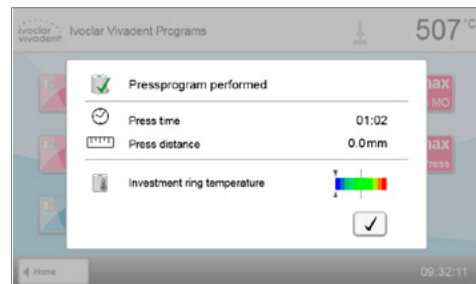 ivoclar vivadent Ivoclar Vivadent Programs 507 °C
Pressprogram performed
Press time 01:02
Press distance 0.0mm
Investment ring temperature
max
MO
max
Press
Home 09:32:11